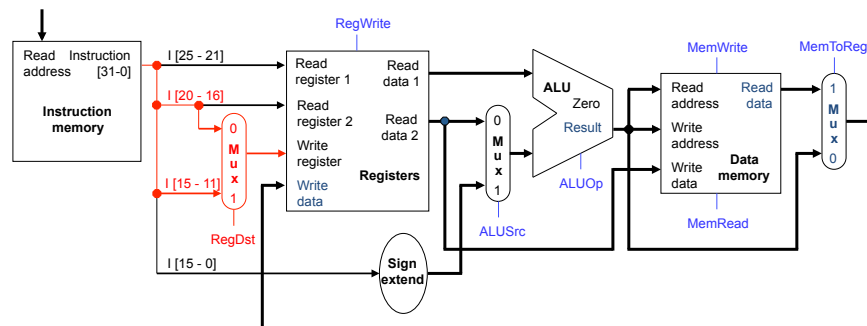 RegWrite
I [25 - 21]
Read Instruction
address [31-0]
Instruction
memory
I [20 - 16]
0
M
u
x
1
RegDst
I [15 - 11]
I [15 - 0]
Read
register 1
Read
data 1
Read
register 2
Read
data 2
Write
register
Write
data
Registers
Sign
extend
0
M
u
x
1
ALUSrc
ALU
Zero
Result
ALUOp
MemWrite
Read
address
Read
data
Write
address
Write
data
Data
memory
MemRead
MemToReg
1
M
u
x
0